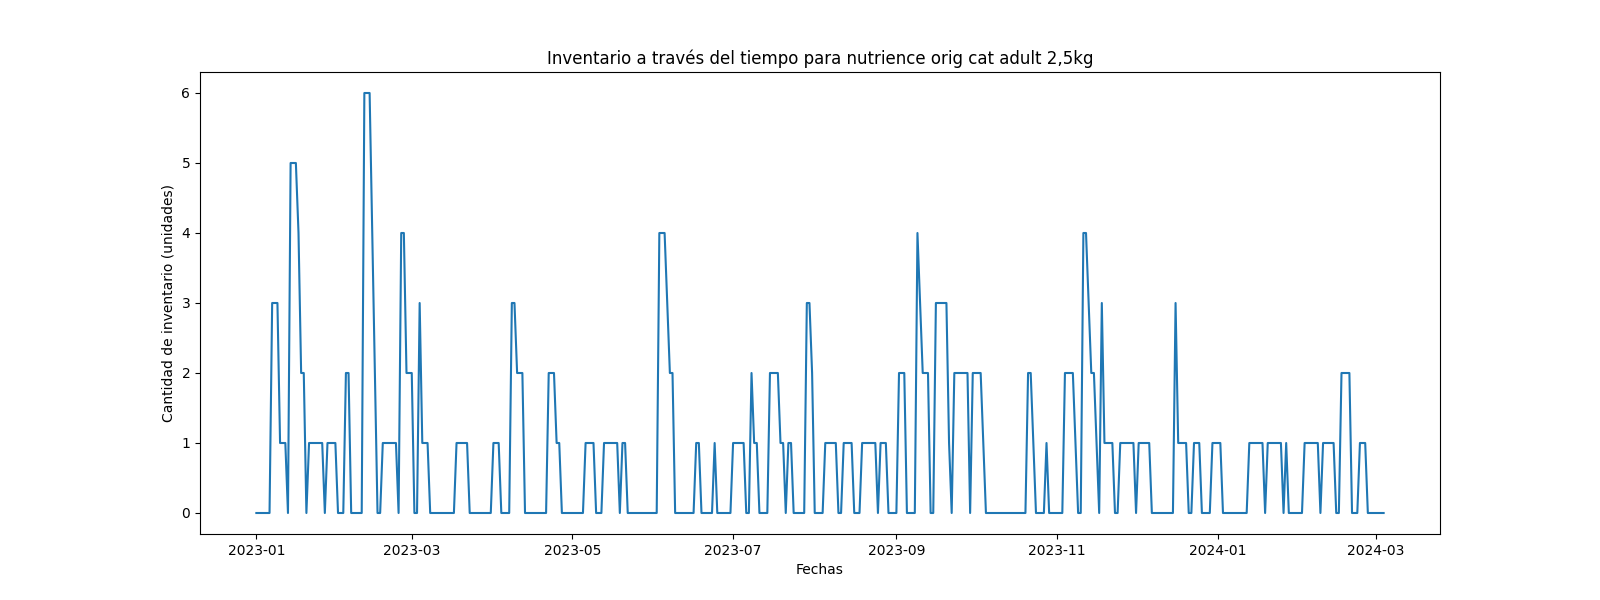 Inventario a través del tiempo para nutrience orig cat adult 2,5kg
Cantidad de inventario (unidades)
6
5
4
3
2
1
0
2023-01 2023-03 2023-05 2023-07 2023-09 2023-11 2024-01 2024-03
Fechas